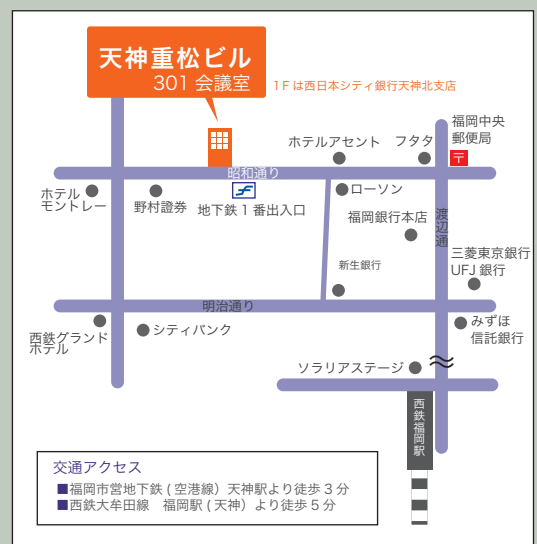 天神重松ビル
301 会議室
1F は西日本シティ銀行天神北支店
福岡中央
郵便局
ホテルアセント
フタタ
〒
昭和通り
ホテル
モントレー
野村證券
地下鉄 1 番出入口
ローソン
福岡銀行本店
渡辺通
新生銀行
三菱東京銀行
UFJ 銀行
明治通り
西鉄グランド
ホテル
シティバンク
みずほ
信託銀行
ソラリアステージ
西鉄福岡駅
交通アクセス
■福岡市営地下鉄 ( 空港線）天神駅より徒歩 3 分
■西鉄大牟田線　福岡駅 ( 天神）より徒歩 5 分